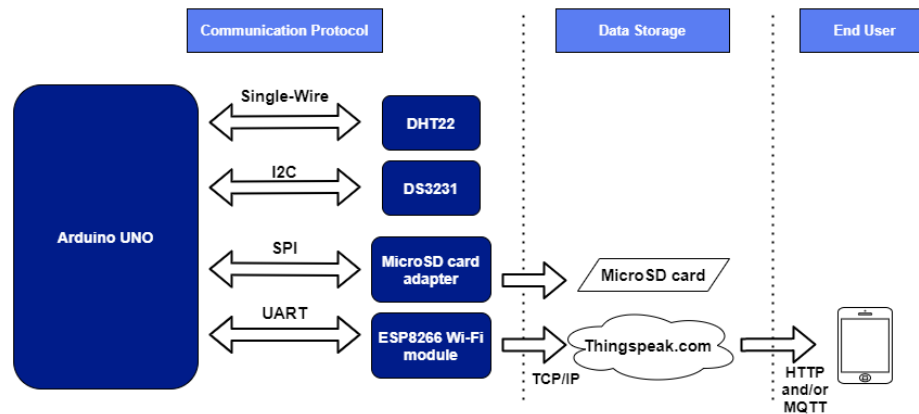 Communication Protocol
Data Storage
End User
Single-Wire
DHT22
I2C
DS3231
Arduino UNO
SPI
MicroSD card
adapter
MicroSD card
UART
ESP8266 Wi-Fi
module
Thingspeak.com
TCP/IP
HTTP
and/or
MQTT